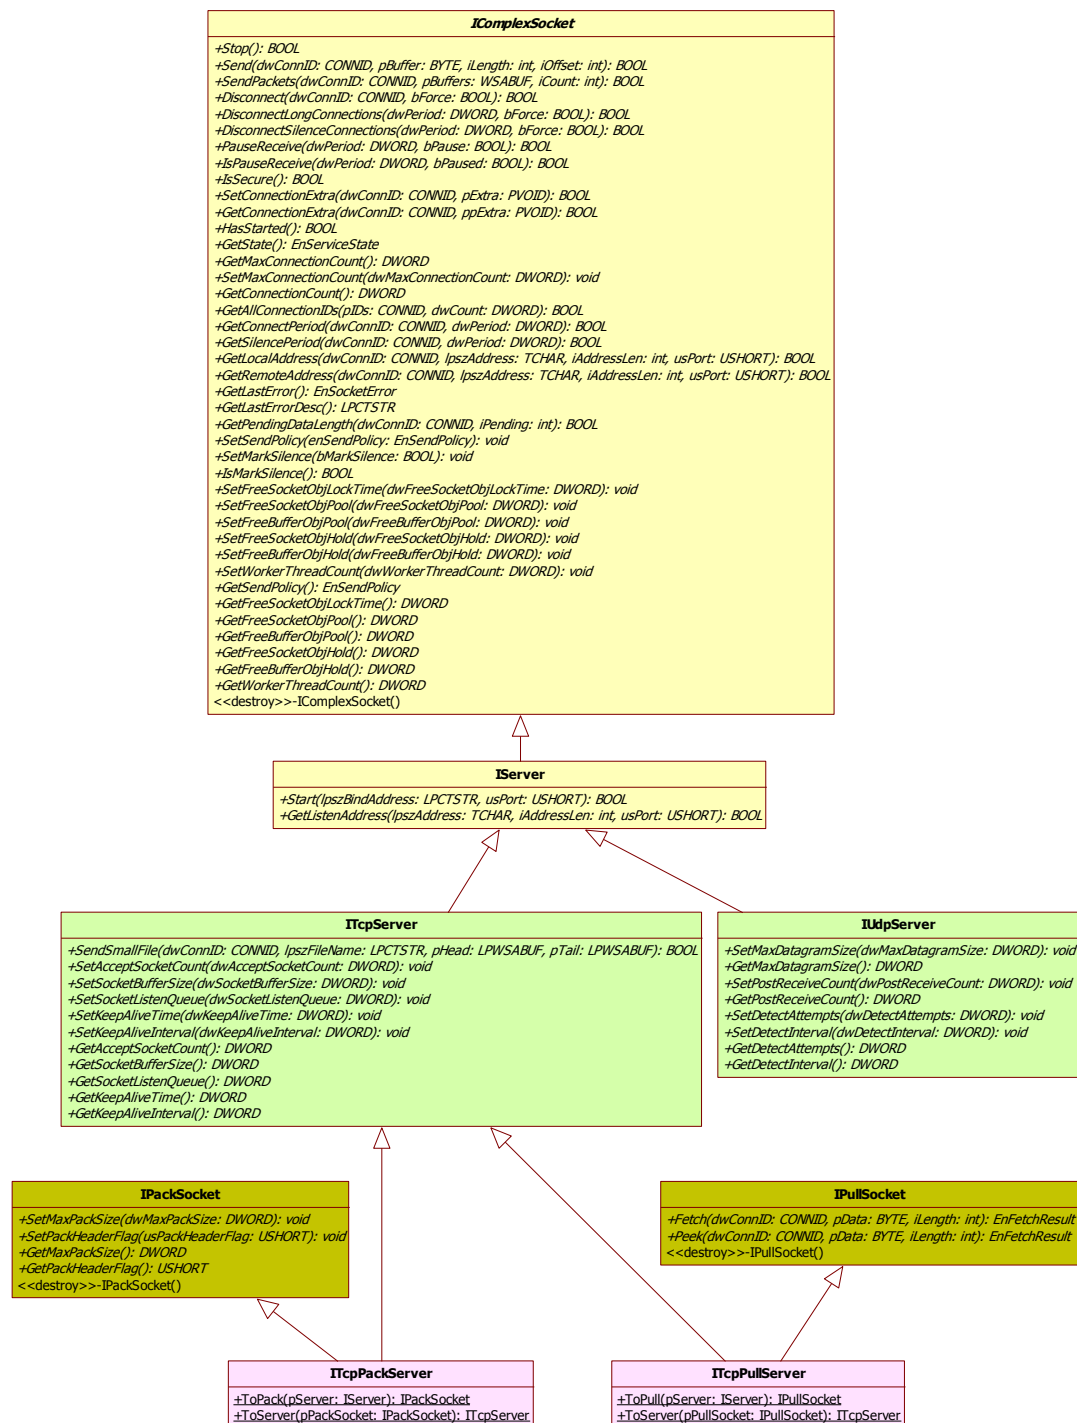 IComplexSocket
+Stop(): BOOL
+Send(dwConnID: CONNID, pBuffer: BYTE, iLength: int, iOffset: int): BOOL
+SendPackets(dwConnID: CONNID, pBuffers: WSABUF, iCount: int): BOOL
+Disconnect(dwConnID: CONNID, bForce: BOOL): BOOL
+DisconnectLongConnections(dwPeriod: DWORD, bForce: BOOL): BOOL
+DisconnectSilenceConnections(dwPeriod: DWORD, bForce: BOOL): BOOL
+PauseReceive(dwPeriod: DWORD, bPause: BOOL): BOOL
+IsPauseReceive(dwPeriod: DWORD, bPaused: BOOL): BOOL
+IsSecure(): BOOL
+SetConnectionExtra(dwConnID: CONNID, pExtra: PVOID): BOOL
+GetConnectionExtra(dwConnID: CONNID, ppExtra: PVOID): BOOL
+HasStarted(): BOOL
+GetState(): EnServiceState
+GetMaxConnectionCount(): DWORD
+SetMaxConnectionCount(dwMaxConnectionCount: DWORD): void
+GetConnectionCount(): DWORD
+GetAllConnectionIDs(pIDs: CONNID, dwCount: DWORD): BOOL
+GetConnectPeriod(dwConnID: CONNID, dwPeriod: DWORD): BOOL
+GetSilencePeriod(dwConnID: CONNID, dwPeriod: DWORD): BOOL
+GetLocalAddress(dwConnID: CONNID, lpszAddress: TCHAR, iAddressLen: int, usPort: USHORT): BOOL
+GetRemoteAddress(dwConnID: CONNID, lpszAddress: TCHAR, iAddressLen: int, usPort: USHORT): BOOL
+GetLastError(): EnSocketError
+GetLastErrorDesc(): LPCTSTR
+GetPendingDataLength(dwConnID: CONNID, iPending: int): BOOL
+SetSendPolicy(enSendPolicy: EnSendPolicy): void
+SetMarkSilence(bMarkSilence: BOOL): void
+IsMarkSilence(): BOOL
+SetFreeSocketObjLockTime(dwFreeSocketObjLockTime: DWORD): void
+SetFreeSocketObjPool(dwFreeSocketObjPool: DWORD): void
+SetFreeBufferObjPool(dwFreeBufferObjPool: DWORD): void
+SetFreeSocketObjHold(dwFreeSocketObjHold: DWORD): void
+SetFreeBufferObjHold(dwFreeBufferObjHold: DWORD): void
+SetWorkerThreadCount(dwWorkerThreadCount: DWORD): void
+GetSendPolicy(): EnSendPolicy
+GetFreeSocketObjLockTime(): DWORD
+GetFreeSocketObjPool(): DWORD
+GetFreeBufferObjPool(): DWORD
+GetFreeSocketObjHold(): DWORD
+GetFreeBufferObjHold(): DWORD
+GetWorkerThreadCount(): DWORD
<<destroy>>-IComplexSocket()
IServer
+Start(lpszBindAddress: LPCTSTR, usPort: USHORT): BOOL
+GetListenAddress(lpszAddress: TCHAR, iAddressLen: int, usPort: USHORT): BOOL
ITcpServer
+SendSmallFile(dwConnID: CONNID, lpszFileName: LPCTSTR, pHead: LPWSABUF, pTail: LPWSABUF): BOOL
+SetAcceptSocketCount(dwAcceptSocketCount: DWORD): void
+SetSocketBufferSize(dwSocketBufferSize: DWORD): void
+SetSocketListenQueue(dwSocketListenQueue: DWORD): void
+SetKeepAliveTime(dwKeepAliveTime: DWORD): void
+SetKeepAliveInterval(dwKeepAliveInterval: DWORD): void
+GetAcceptSocketCount(): DWORD
+GetSocketBufferSize(): DWORD
+GetSocketListenQueue(): DWORD
+GetKeepAliveTime(): DWORD
+GetKeepAliveInterval(): DWORD
IUdpServer
+SetMaxDatagramSize(dwMaxDatagramSize: DWORD): void
+GetMaxDatagramSize(): DWORD
+SetPostReceiveCount(dwPostReceiveCount: DWORD): void
+GetPostReceiveCount(): DWORD
+SetDetectAttempts(dwDetectAttempts: DWORD): void
+SetDetectInterval(dwDetectInterval: DWORD): void
+GetDetectAttempts(): DWORD
+GetDetectInterval(): DWORD
IPackSocket
+SetMaxPackSize(dwMaxPackSize: DWORD): void
+SetPackHeaderFlag(usPackHeaderFlag: USHORT): void
+GetMaxPackSize(): DWORD
+GetPackHeaderFlag(): USHORT
<<destroy>>-IPackSocket()
IPullSocket
+Fetch(dwConnID: CONNID, pData: BYTE, iLength: int): EnFetchResult
+Peek(dwConnID: CONNID, pData: BYTE, iLength: int): EnFetchResult
<<destroy>>-IPullSocket()
ITcpPackServer
+ToPack(pServer: IServer): IPackSocket
+ToServer(pPackSocket: IPackSocket): ITcpServer
ITcpPullServer
+ToPull(pServer: IServer): IPullSocket
+ToServer(pPullSocket: IPullSocket): ITcpServer